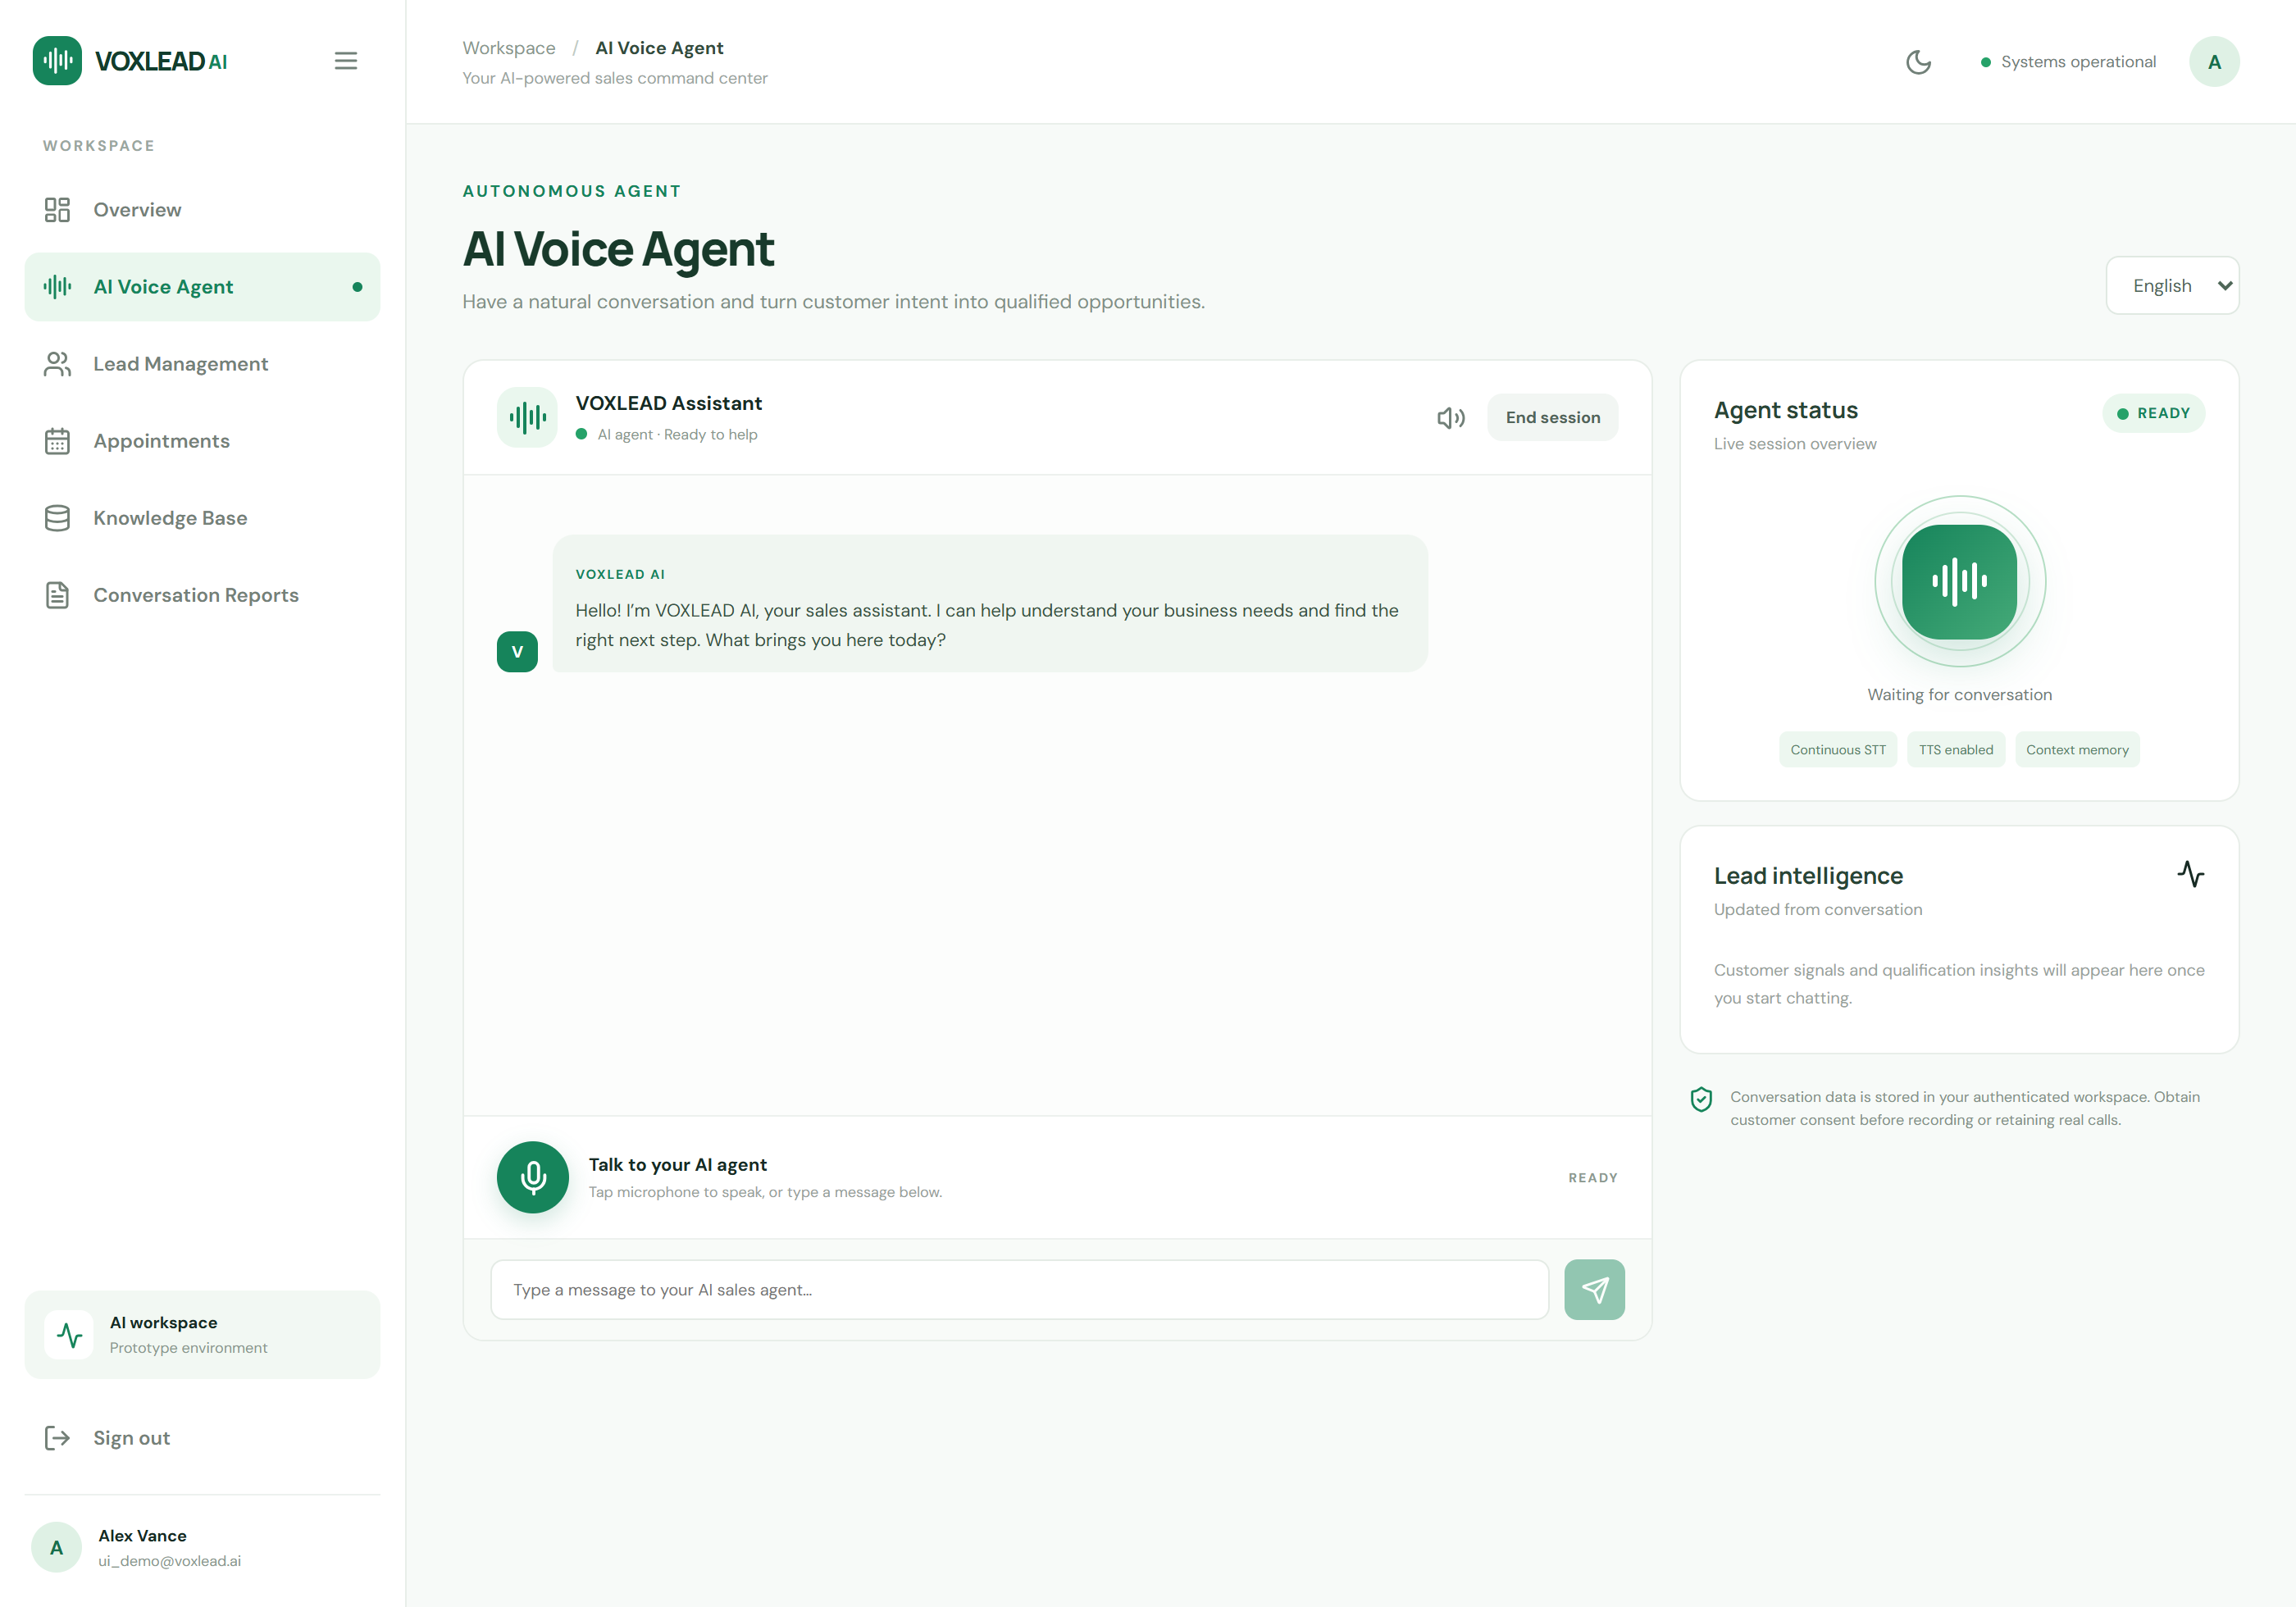 VOXLEAD AI
WORKSPACE
Overview
AI Voice Agent
Lead Management
Appointments
Knowledge Base
Conversation Reports
AI workspace
Prototype environment
Sign out
A
Alex Vance
ui_demo@voxlead.ai
Workspace / AI Voice Agent
Your AI-powered sales command center
Systems operational
A
AUTONOMOUS AGENT
AI Voice Agent
Have a natural conversation and turn customer intent into qualified opportunities.
English
VOXLEAD Assistant
AI agent · Ready to help
End session
VOXLEAD AI
Hello! I’m VOXLEAD AI, your sales assistant. I can help understand your business needs and find the
right next step. What brings you here today?
V
Talk to your AI agent
Tap microphone to speak, or type a message below.
READY
Type a message to your AI sales agent...
Agent status
READY
Live session overview
Waiting for conversation
Continuous STT
TTS enabled
Context memory
Lead intelligence
Updated from conversation
Customer signals and qualification insights will appear here once
you start chatting.
Conversation data is stored in your authenticated workspace. Obtain
customer consent before recording or retaining real calls.